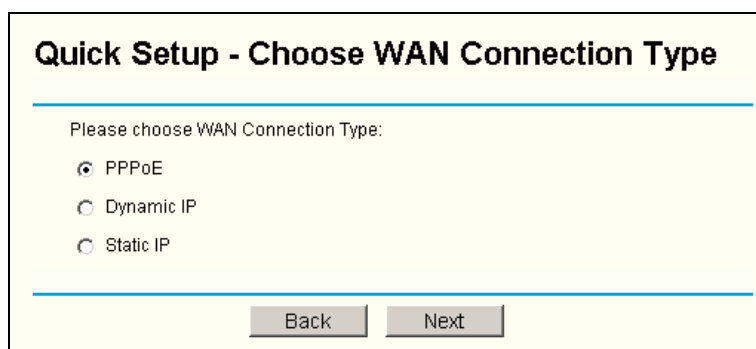 Quick Setup - Choose WAN Connection Type
Please choose WAN Connection Type:
PPPoE
Dynamic IP
Static IP
Back Next